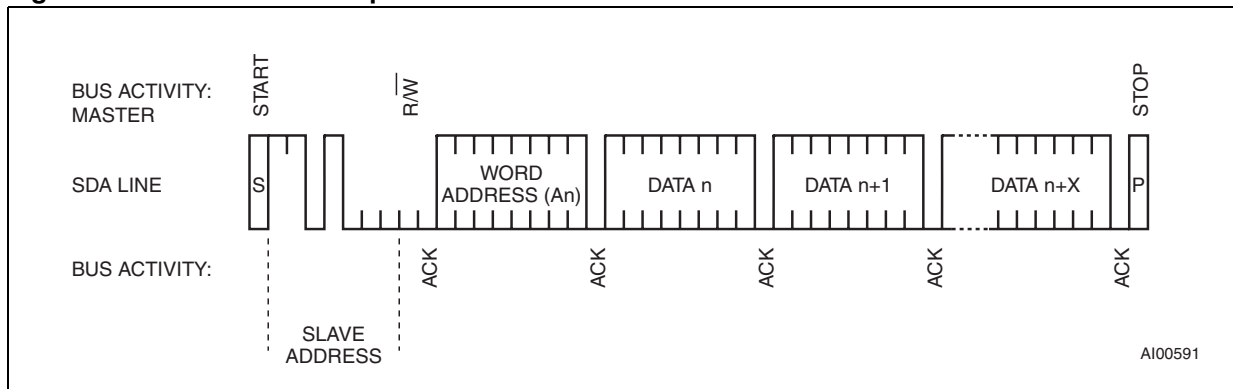 BUS ACTIVITY:
MASTER
START
R/W
STOP
SDA LINE
S
WORD
ADDRESS (An)
DATA n
DATA n+1
DATA n+X
P
BUS ACTIVITY:
ACK
ACK
ACK
ACK
ACK
SLAVE
ADDRESS
AI00591